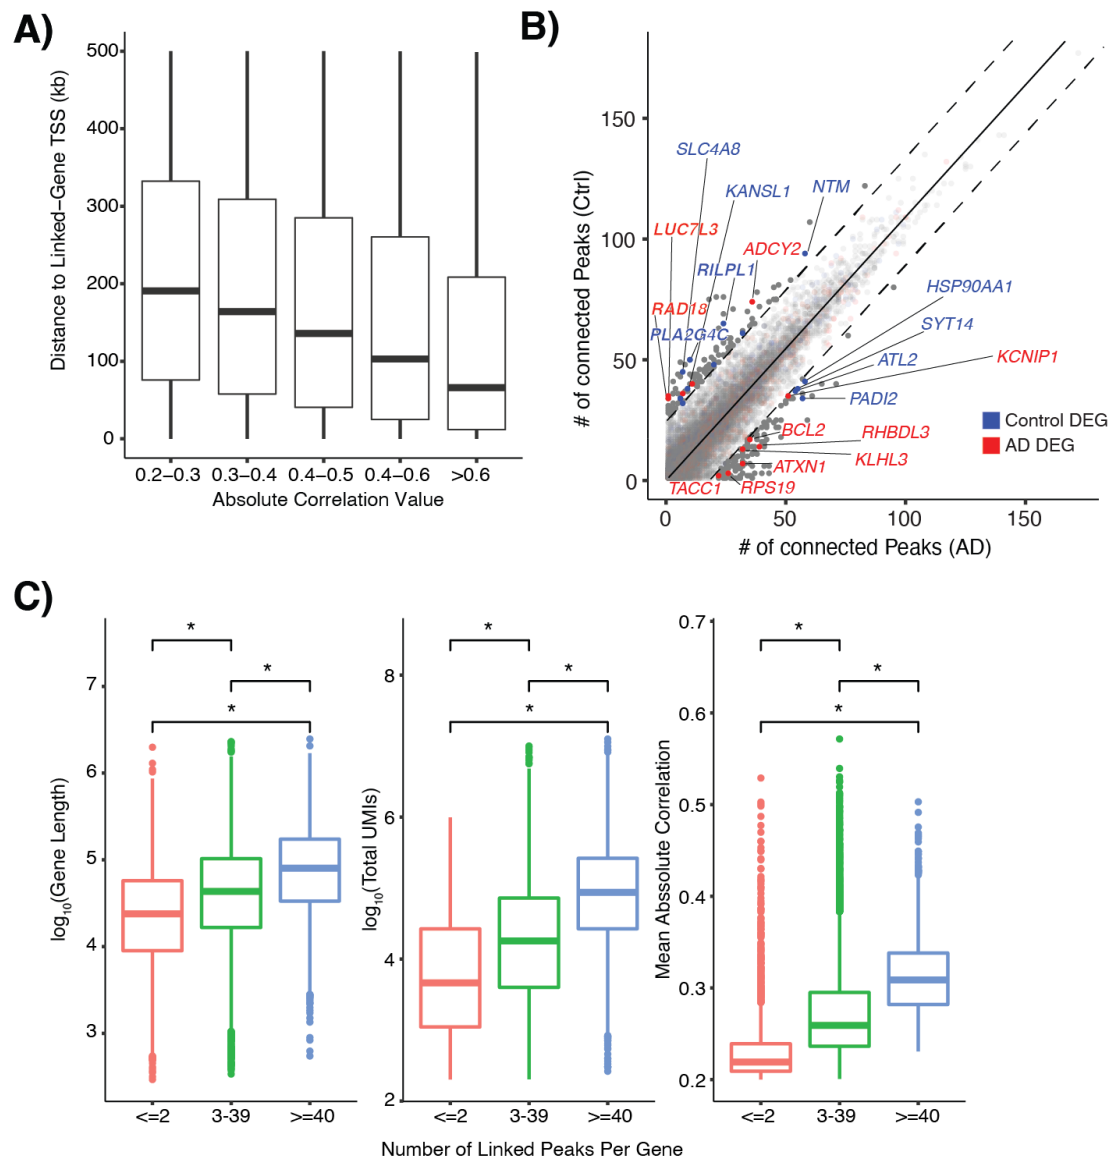 A)
Distance to Linked–Gene TSS (kb)
500
400
300
200
100
0
0.2–0.3
0.3–0.4
0.4–0.5
0.4–0.6
>0.6
Absolute Correlation Value
B)
# of connected Peaks (Ctrl)
150
100
50
0
SLC4A8
KANSL1
NTM
LUC7L3
ADCY2
RILPL1
RAD18
PLA2G4C
HSP90AA1
SYT14
ATL2
KCNIP1
PADI2
BCL2
RHBDL3
KLHL3
ATXN1
TACC1
RPS19
Control DEG
AD DEG
0
50
100
150
# of connected Peaks (AD)
C)
log10(Gene Length)
7
6
5
4
3
*
*
*
<=2
3-39
>=40
log10(Total UMIs)
8
6
4
2
*
*
*
<=2
3-39
>=40
Mean Abssolute Correlation
0.7
0.6
0.5
0.4
0.3
0.2
*
*
*
<=2
3-39
>=40
Number of Linked Peaks Per Gene